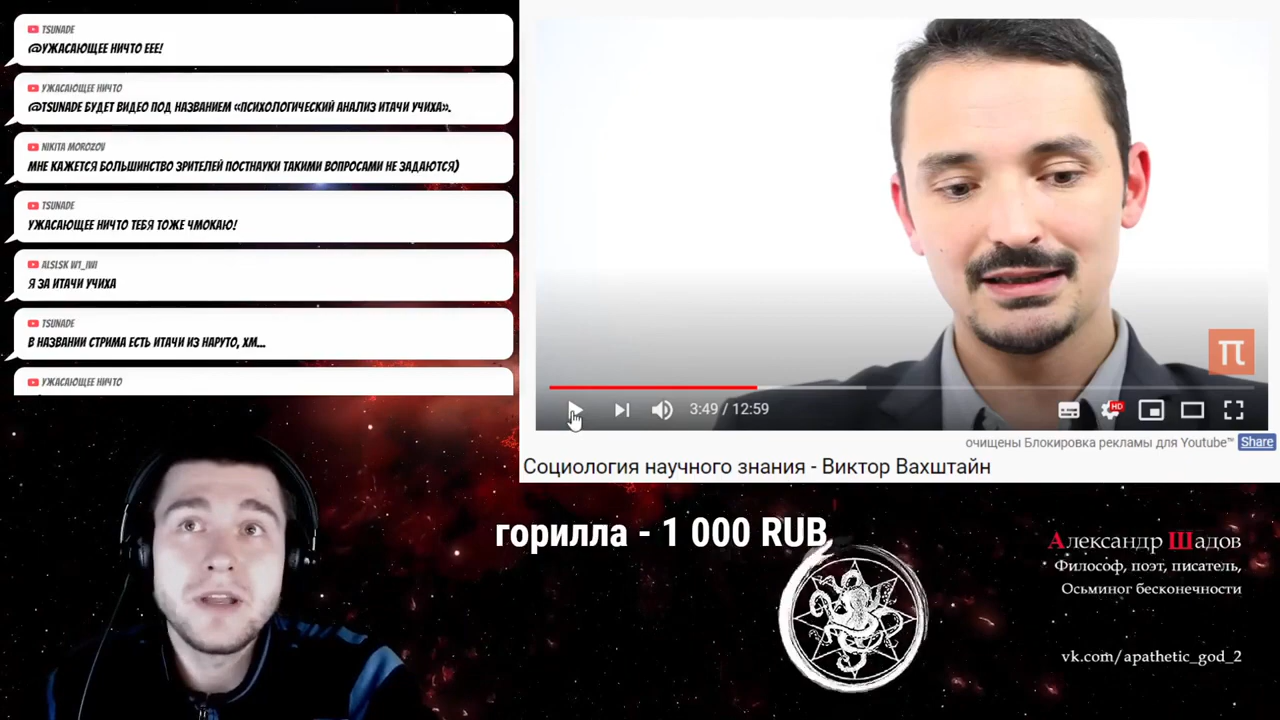 TSUNADE
@УЖАСАЮЩЕЕ НИЧТО ЕЕЕ!
УЖАСАЮЩЕЕ НИЧТО
@TSUNADE БУДЕТ ВИДЕО ПОД НАЗВАНИЕМ «ПСИХОЛОГИЧЕСКИЙ АНАЛИЗ ИТАЧИ УЧИХА».
NIKITA MOROZOV
МНЕ КАЖЕТСЯ БОЛЬШИНСТВО ЗРИТЕЛЕЙ ПОСТНАУКИ ТАКИМИ ВОПРОСАМИ НЕ ЗАДАЮТСЯ)
TSUNADE
УЖАСАЮЩЕЕ НИЧТО ТЕБЯ ТОЖЕ ЧМОКАЮ!
ALSLSK W1_IWI
Я ЗА ИТАЧИ УЧИХА
TSUNADE
В НАЗВАНИИ СТРИМА ЕСТЬ ИТАЧИ ИЗ НАРУТО, ХМ...
УЖАСАЮЩЕЕ НИЧТО
π
3:49 / 12:59
HD
очищены Блокировка рекламы для Youtube™ Share
Социология научного знания - Виктор Вахштайн
горилла - 1 000 RUB
Александр Шадов
Философ, поэт, писатель,
Осьминог бесконечности
vk.com/apathetic_god_2